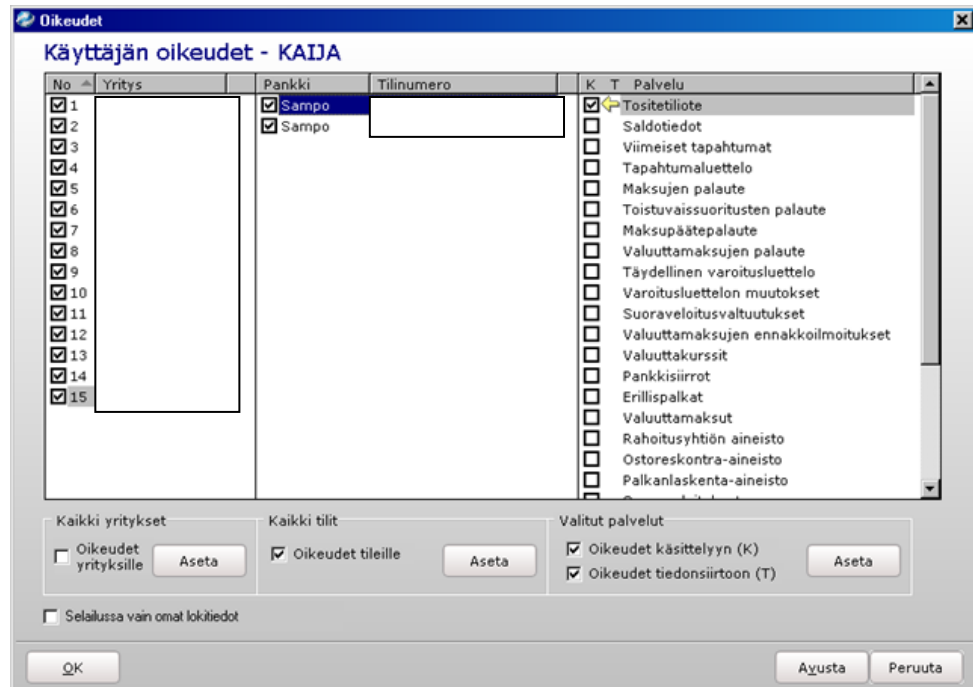 Oikeudet
Käyttäjän oikeudet - KAIJA
No Yritys Pankki Tilinumero K T Palvelu
1 Sampo Tositetiliote
2 Sampo Saldotiedot
3 Viimeiset tapahtumat
4 Tapahtumaluettelo
5 Maksujen palaute
6 Toistuvaissuoritusten palaute
7 Maksupäätepalaute
8 Valuuttamaksujen palaute
9 Täydellinen varoitusluettelo
10 Varoitusluettelon muutokset
11 Suoraveloitusvaltuutukset
12 Valuuttamaksujen ennakkoilmoitukset
13 Valuuttakurssit
14 Pankkisiirrot
15 Erillispalkat
Valuuttamaksut
Rahoitusyhtiön aineisto
Ostoreskontra-aineisto
Palkanlaskenta-aineisto
Kaikki yritykset
Oikeudet
yrityksille
Aseta
Kaikki tilit
Oikeudet tileille
Aseta
Valitut palvelut
Oikeudet käsittelyyn (K)
Oikeudet tiedonsiirtoon (T)
Aseta
Selailussa vain omat lokitiedot
OK Avusta Peruuta